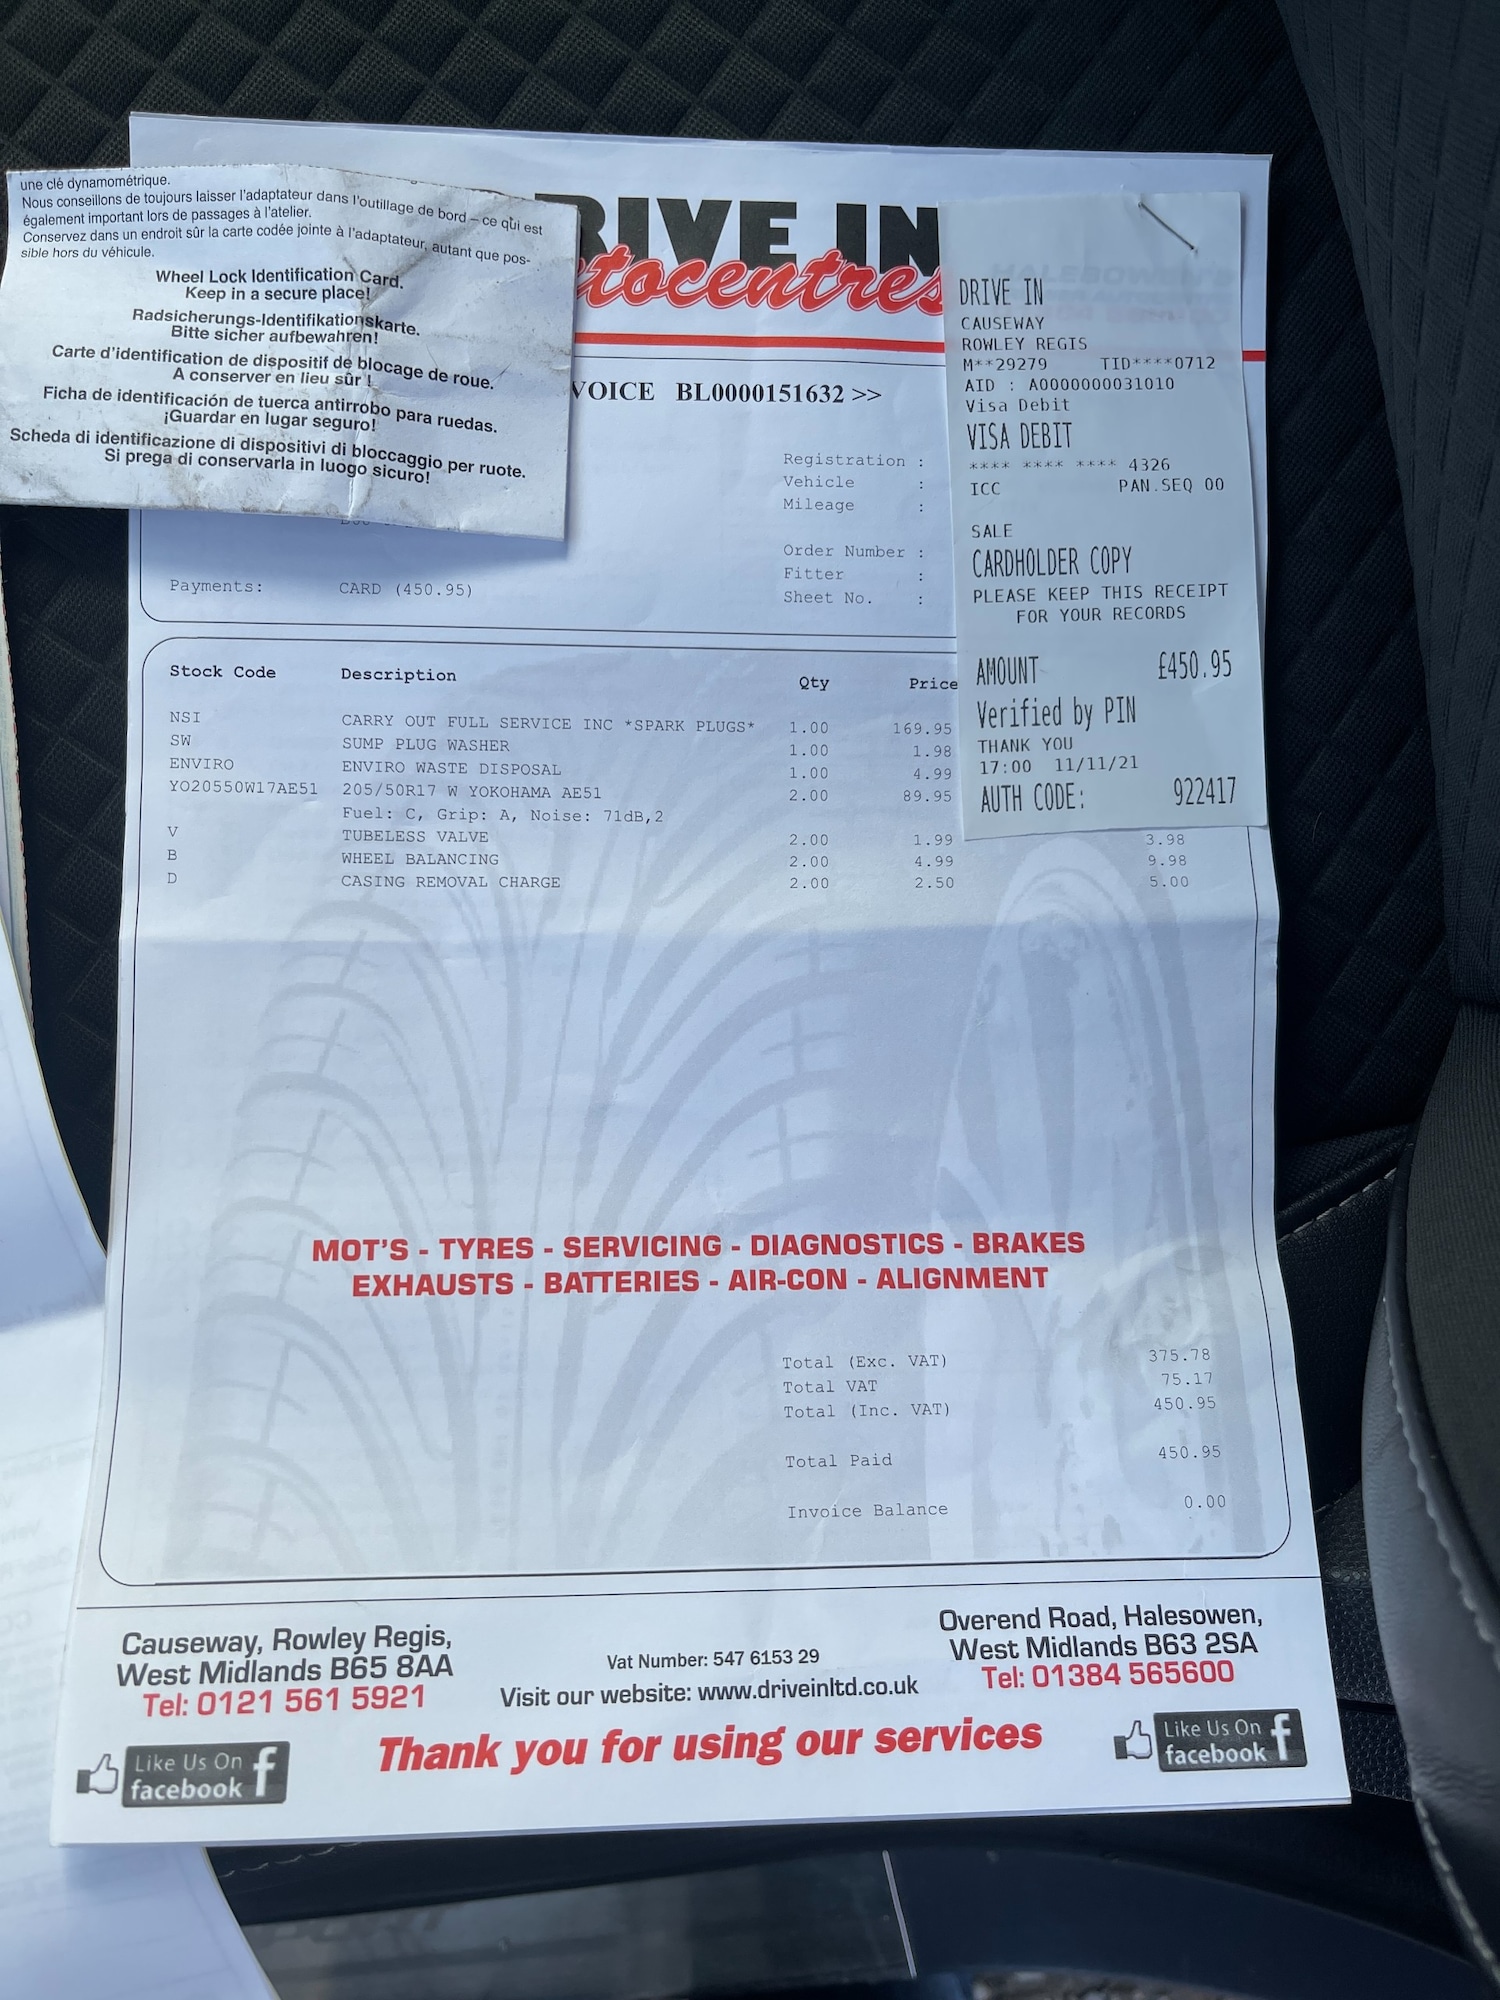 une clé dynamométrique.
Nous conseillons de toujours laisser l'adaptateur dans l'outillage de bord – ce qui est
également important lors de passages à l'atelier.
Conservez dans un endroit sûr la carte codée jointe à l'adaptateur, autant que pos-
sible hors du véhicule.
Wheel Lock Identification Card.
Keep in a secure place!
Radsicherungs-Identifikationskarte.
Bitte sicher aufbewahren!
Carte d'identification de dispositif de blocage de roue.
A conserver en lieu sûr !
Ficha de identificación de tuerca antirrobo para ruedas.
¡Guardar en lugar seguro!
Scheda di identificazione di dispositivi di bloccaggio per ruote.
Si prega di conservarla in luogo sicuro!
RIVE IN
tocentres
VOICE BL0000151632 >>
Registration :
Vehicle :
Mileage :
Order Number :
Fitter :
Sheet No. :
Payments: CARD (450.95)
DRIVE IN
CAUSEWAY
ROWLEY REGIS
M**29279 TID****0712
AID : A0000000031010
Visa Debit
VISA DEBIT
**** **** **** 4326
ICC PAN.SEQ 00
SALE
CARDHOLDER COPY
PLEASE KEEP THIS RECEIPT
FOR YOUR RECORDS
AMOUNT £450.95
Verified by PIN
THANK YOU
17:00 11/11/21
AUTH CODE: 922417
Stock Code Description Qty Price
NSI CARRY OUT FULL SERVICE INC *SPARK PLUGS* 1.00 169.95
SW SUMP PLUG WASHER 1.00 1.98
ENVIRO ENVIRO WASTE DISPOSAL 1.00 4.99
YO20550W17AE51 205/50R17 W YOKOHAMA AE51 2.00 89.95
Fuel: C, Grip: A, Noise: 71dB,2
V TUBELESS VALVE 2.00 1.99 3.98
B WHEEL BALANCING 2.00 4.99 9.98
D CASING REMOVAL CHARGE 2.00 2.50 5.00
MOT'S - TYRES - SERVICING - DIAGNOSTICS - BRAKES
EXHAUSTS - BATTERIES - AIR-CON - ALIGNMENT
Total (Exc. VAT) 375.78
Total VAT 75.17
Total (Inc. VAT) 450.95
Total Paid 450.95
Invoice Balance 0.00
Causeway, Rowley Regis,
West Midlands B65 8AA
Tel: 0121 561 5921
Vat Number: 547 6153 29
Visit our website: www.driveinltd.co.uk
Overend Road, Halesowen,
West Midlands B63 2SA
Tel: 01384 565600
Thank you for using our services
Like Us On
facebook f
Like Us On
facebook f